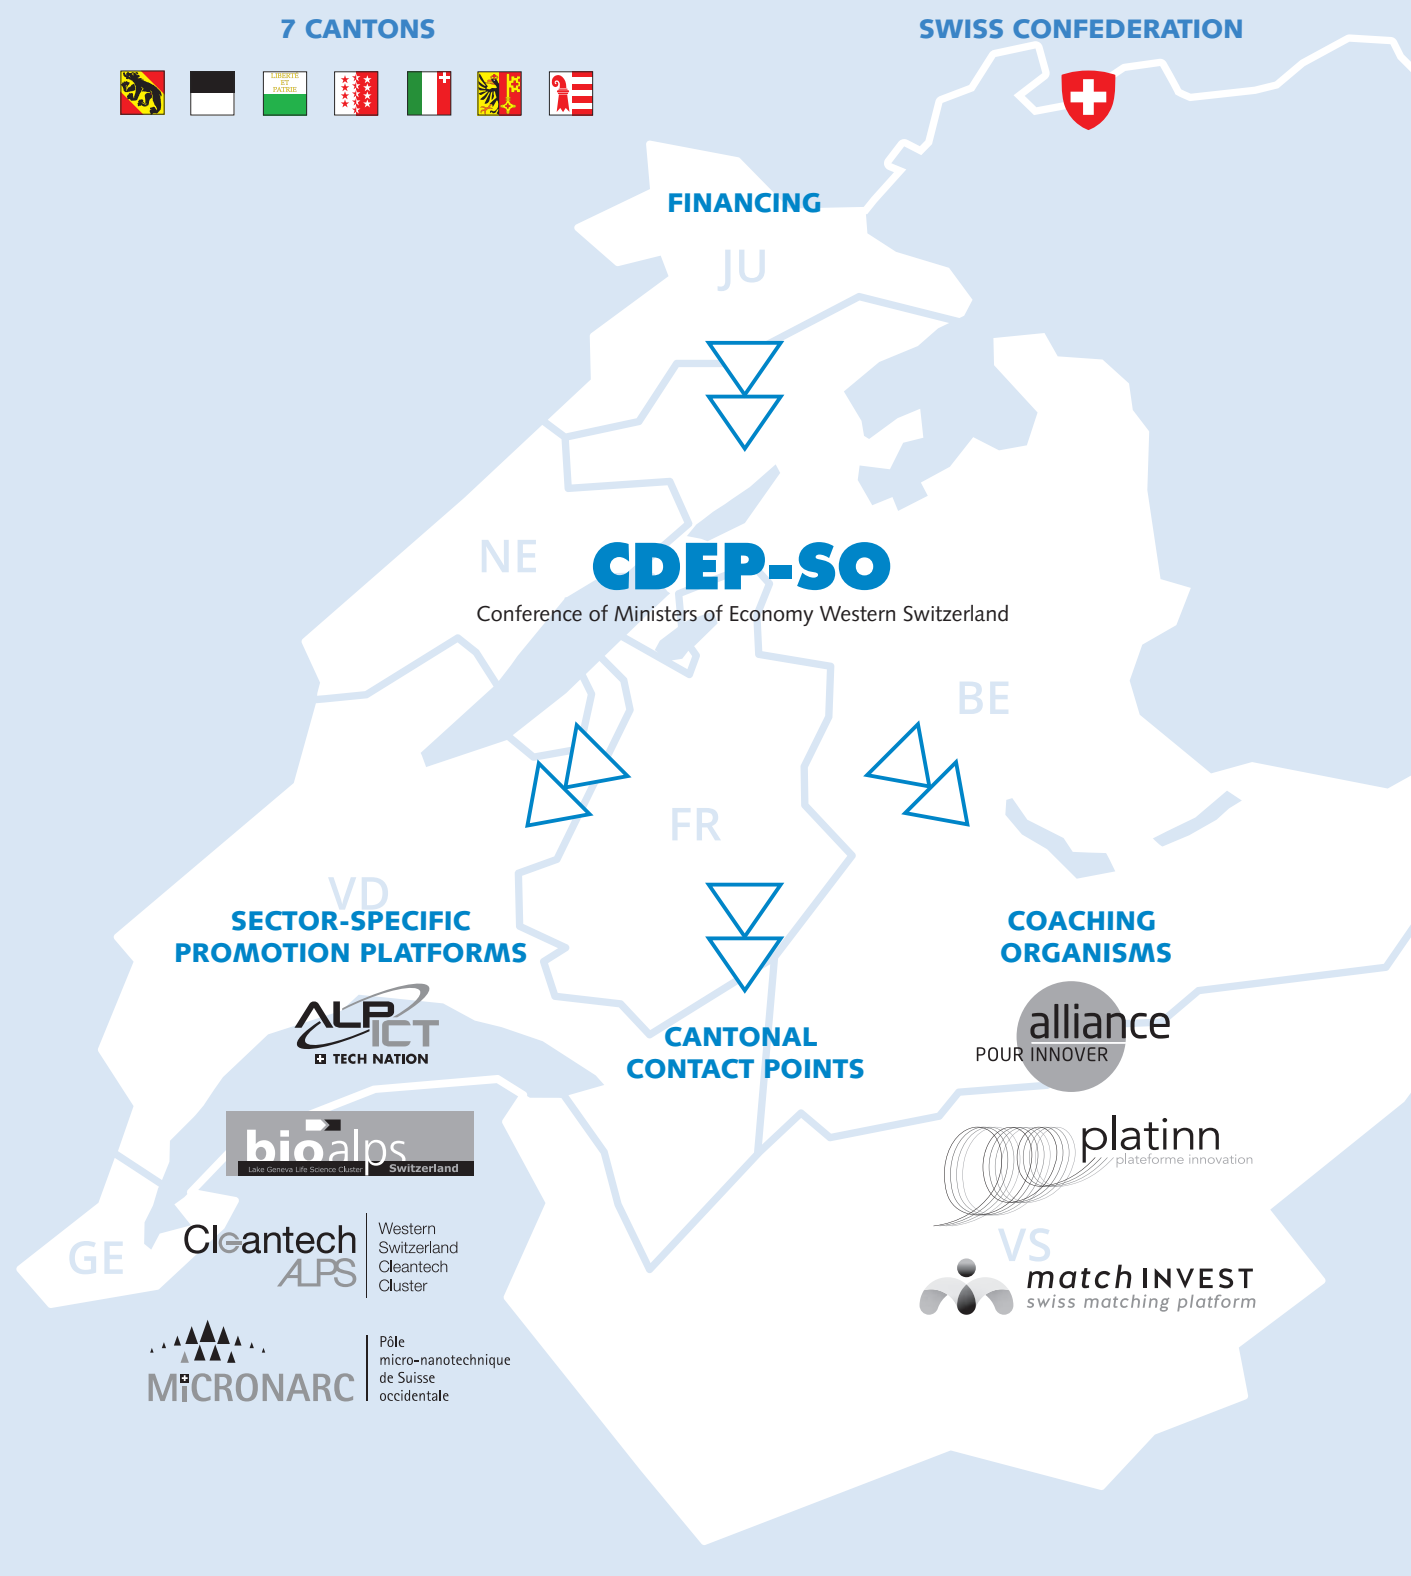 7 CANTONS
SWISS CONFEDERATION
LIBERTÉ
ET
PATRIE
FINANCING
JU
NE
CDEP-SO
Conference of Ministers of Economy Western Switzerland
BE
FR
VD
SECTOR-SPECIFIC
PROMOTION PLATFORMS
ALP
ICT
TECH NATION
bioalps
Lake Geneva Life Science Cluster
Switzerland
GE
Cleantech
ALPS
Western
Switzerland
Cleantech
Cluster
MiCRONARC
Pôle
micro-nanotechnique
de Suisse
occidentale
CANTONAL
CONTACT POINTS
COACHING
ORGANISMS
alliance
POUR INNOVER
platinn
plateforme innovation
VS
match INVEST
swiss matching platform